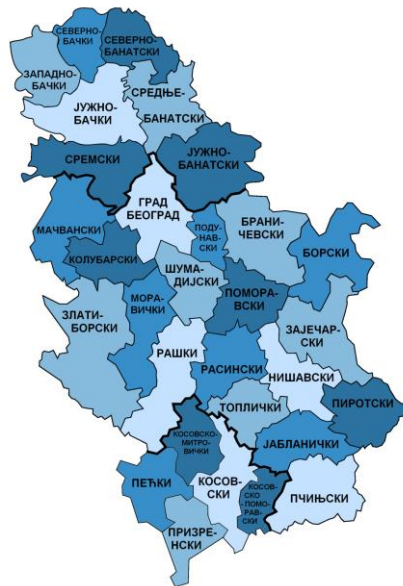 СЕВЕРНО-
БАЧКИ
СЕВЕРНО-
БАНАТСКИ
ЗАПАДНО-
БАЧКИ
ЈУЖНО-
БАЧКИ
СРЕДЊЕ-
БАНАТСКИ
СРЕМСКИ
ЈУЖНО-
БАНАТСКИ
ГРАД
БЕОГРАД
МАЧВАНСКИ
КОЛУБАРСКИ
ПОДУ-
НАВ-
СКИ
БРАНИ-
ЧЕВСКИ
БОРСКИ
ШУМА-
ДИЈСКИ
ЗЛАТИ-
БОРСКИ
МОРА-
ВИЧКИ
ПОМОРА-
ВСКИ
ЗАЈЕЧАР-
СКИ
РАШКИ
РАСИНСКИ
НИШАВСКИ
ТОПЛИЧКИ
ПИРОТСКИ
КОСОВСКО-
МИТРО-
ВИЧКИ
ЈАБЛАНИЧКИ
ПЕЋКИ
КОСОВ-
СКИ
КОСОВ-
СКО
-ПОМО-
РАВ-
СКИ
ПЧИЊСКИ
ПРИЗРЕ-
НСКИ